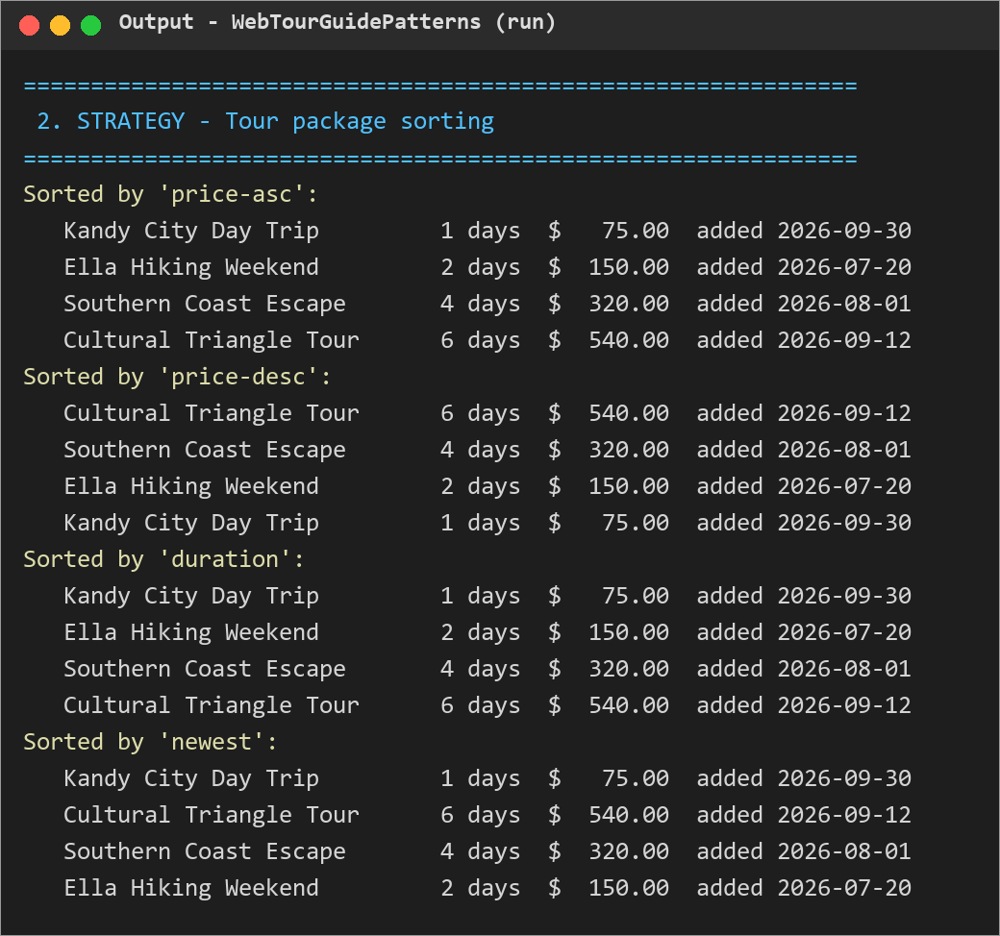 Output - WebTourGuidePatterns (run)
==============================================================
 2. STRATEGY - Tour package sorting
==============================================================
Sorted by 'price-asc':
   Kandy City Day Trip         1 days  $   75.00  added 2026-09-30
   Ella Hiking Weekend         2 days  $  150.00  added 2026-07-20
   Southern Coast Escape       4 days  $  320.00  added 2026-08-01
   Cultural Triangle Tour      6 days  $  540.00  added 2026-09-12
Sorted by 'price-desc':
   Cultural Triangle Tour      6 days  $  540.00  added 2026-09-12
   Southern Coast Escape       4 days  $  320.00  added 2026-08-01
   Ella Hiking Weekend         2 days  $  150.00  added 2026-07-20
   Kandy City Day Trip         1 days  $   75.00  added 2026-09-30
Sorted by 'duration':
   Kandy City Day Trip         1 days  $   75.00  added 2026-09-30
   Ella Hiking Weekend         2 days  $  150.00  added 2026-07-20
   Southern Coast Escape       4 days  $  320.00  added 2026-08-01
   Cultural Triangle Tour      6 days  $  540.00  added 2026-09-12
Sorted by 'newest':
   Kandy City Day Trip         1 days  $   75.00  added 2026-09-30
   Cultural Triangle Tour      6 days  $  540.00  added 2026-09-12
   Southern Coast Escape       4 days  $  320.00  added 2026-08-01
   Ella Hiking Weekend         2 days  $  150.00  added 2026-07-20